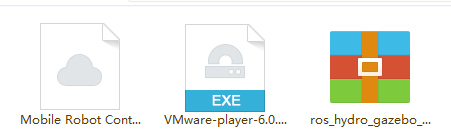 EXE
Mobile Robot Cont...
VMware-player-6.0....
ros_hydro_gazebo_...